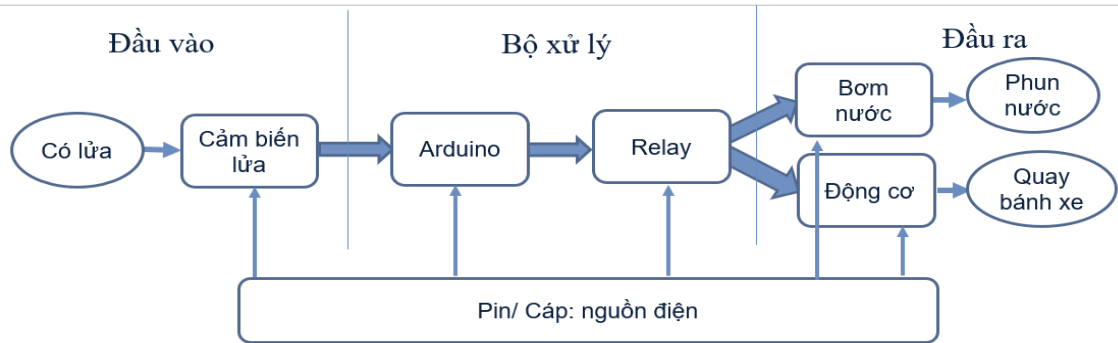 Đầu vào
Bộ xử lý
Đầu ra
Có lửa
Cảm biến
lửa
Arduino
Relay
Bơm
nước
Phun
nước
Động cơ
Quay
bánh xe
Pin/ Cáp: nguồn điện